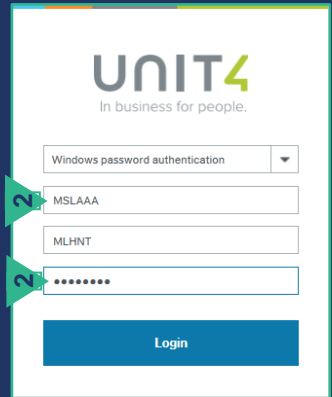 UNIT4
In business for people.
Windows password authentication
2
MSLAAA
MLHNT
2
••••••••
Login